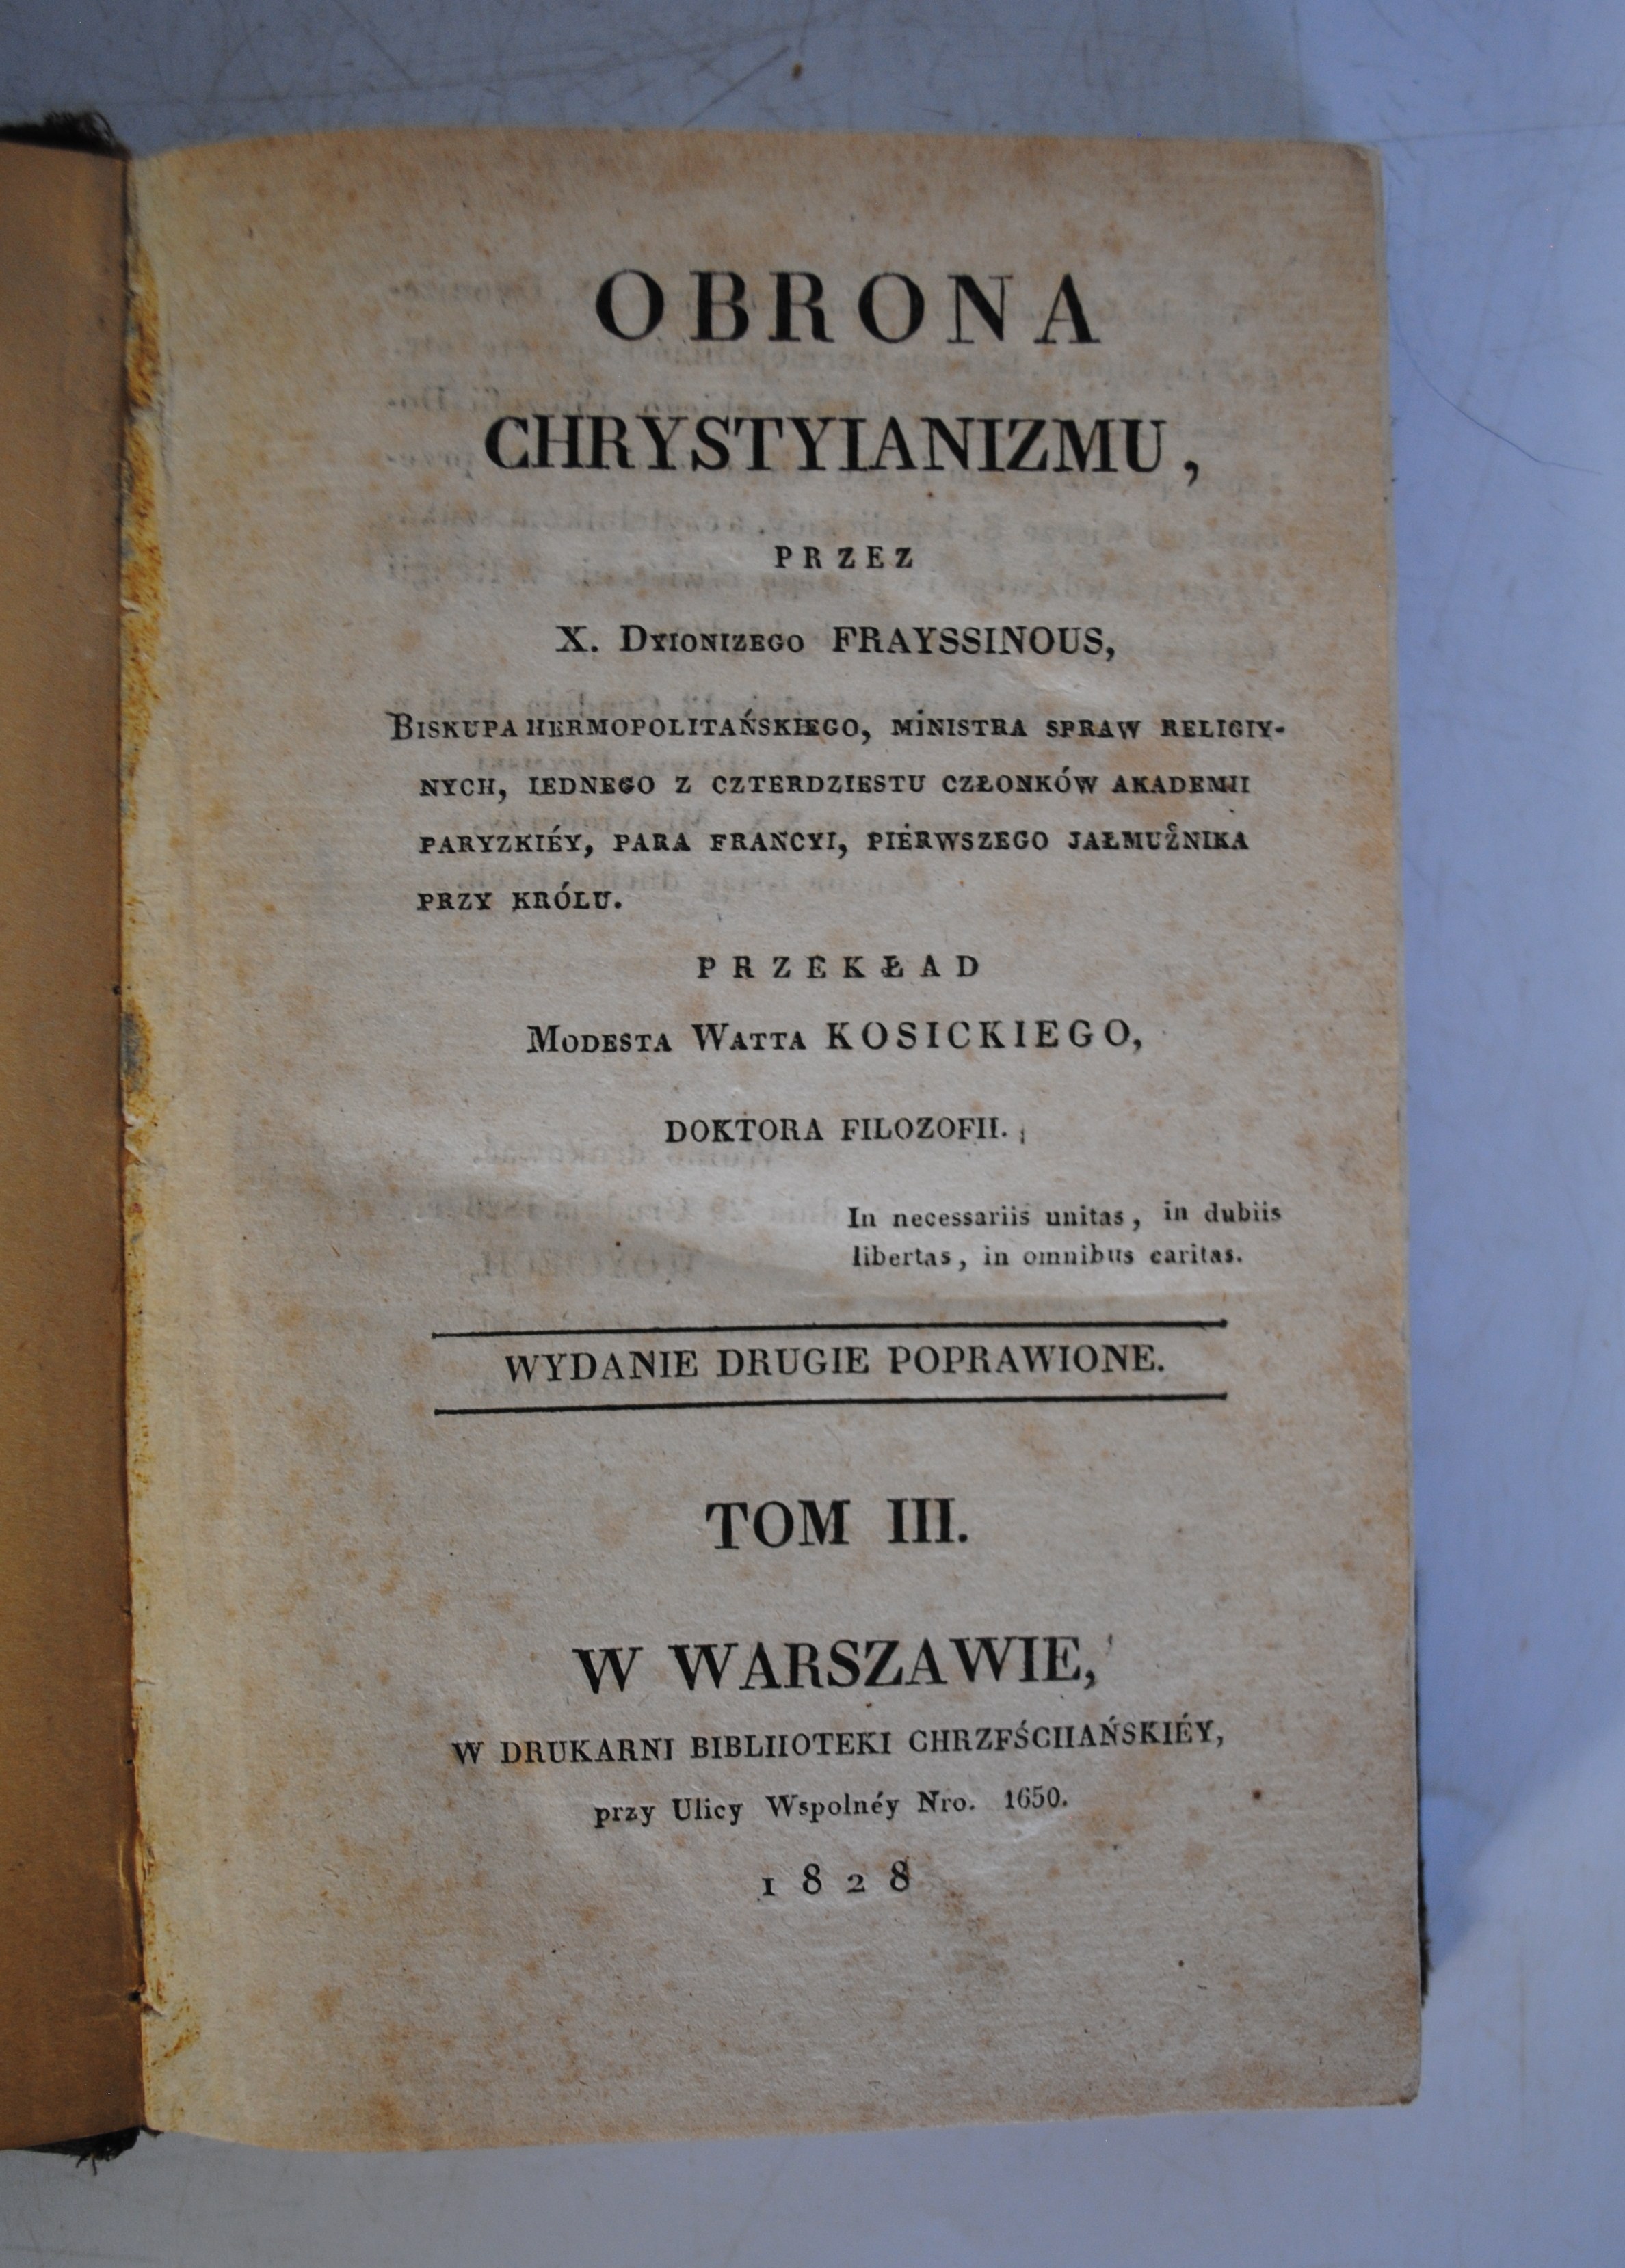 OBRONA
CHRYSTYIANIZMU,
PRZEZ
X. DYIONIZEGO FRAYSSINOUS,
BISKUPA HERMOPOLITAŃSKIEGO, MINISTRA SPRAW RELIGIY-
NYCH, IEDNEGO Z CZTERDZIESTU CZŁONKÓW AKADEMJI
PARYZKIÉY, PARA FRANCYI, PIÉRWSZEGO JAŁMUŻNIKA
PRZY KRÓLU.
PRZEKŁAD
MODESTA WATTA KOSICKIEGO,
DOKTORA FILOZOFII.
In necessariis unitas, in dubiis
libertas, in omnibus caritas.
WYDANIE DRUGIE POPRAWIONE.
TOM III.
W WARSZAWIE,
W DRUKARNI BIBLIIOTEKI CHRZFŚCIIAŃSKIÉY,
przy Ulicy Wspolnéy Nro. 1650.
1828